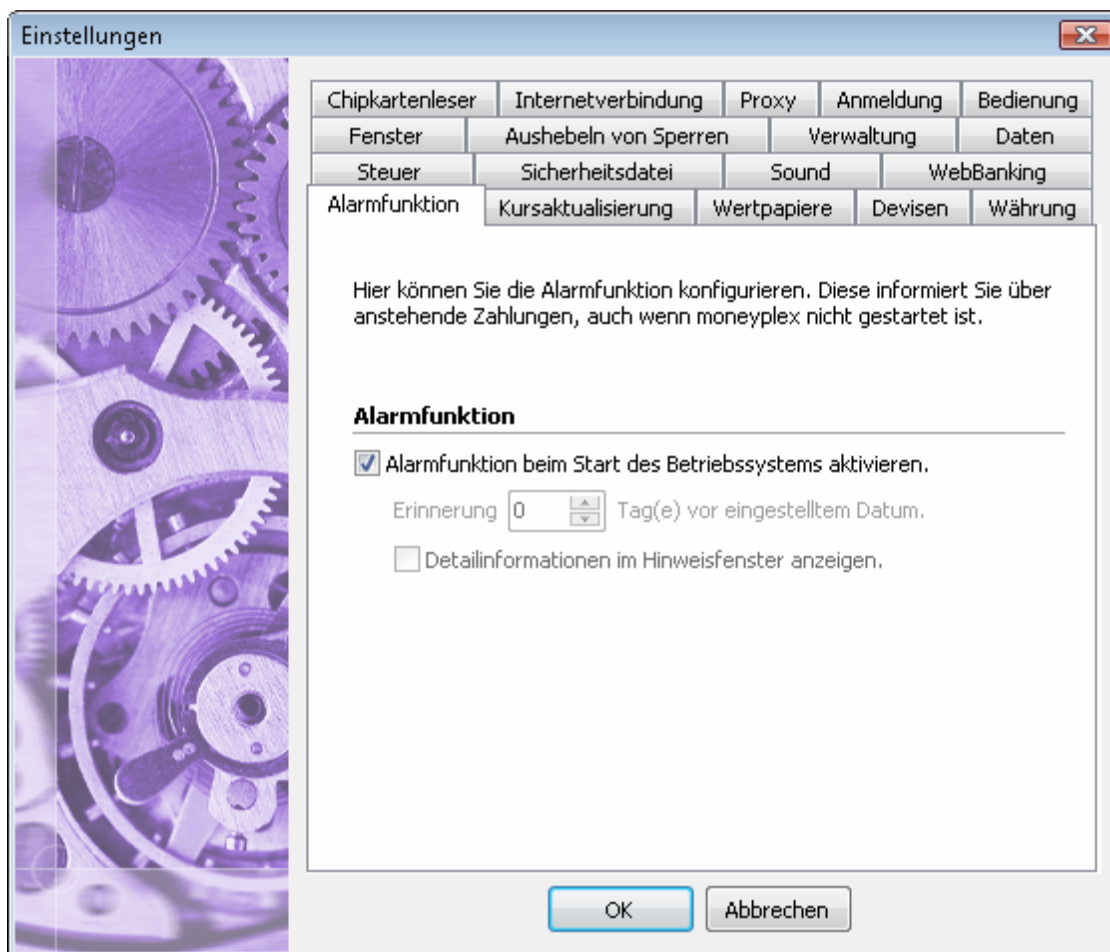 Einstellungen
Chipkartenleser Internetverbindung Proxy Anmeldung Bedienung
Fenster Aushebeln von Sperren Verwaltung Daten
Steuer Sicherheitsdatei Sound WebBanking
Alarmfunktion Kursaktualisierung Wertpapiere Devisen Währung
Hier können Sie die Alarmfunktion konfigurieren. Diese informiert Sie über
anstehende Zahlungen, auch wenn moneyplex nicht gestartet ist.
Alarmfunktion
Alarmfunktion beim Start des Betriebssystems aktivieren.
Erinnerung 0 Tag(e) vor eingestelltem Datum.
Detailinformationen im Hinweisfenster anzeigen.
OK Abbrechen